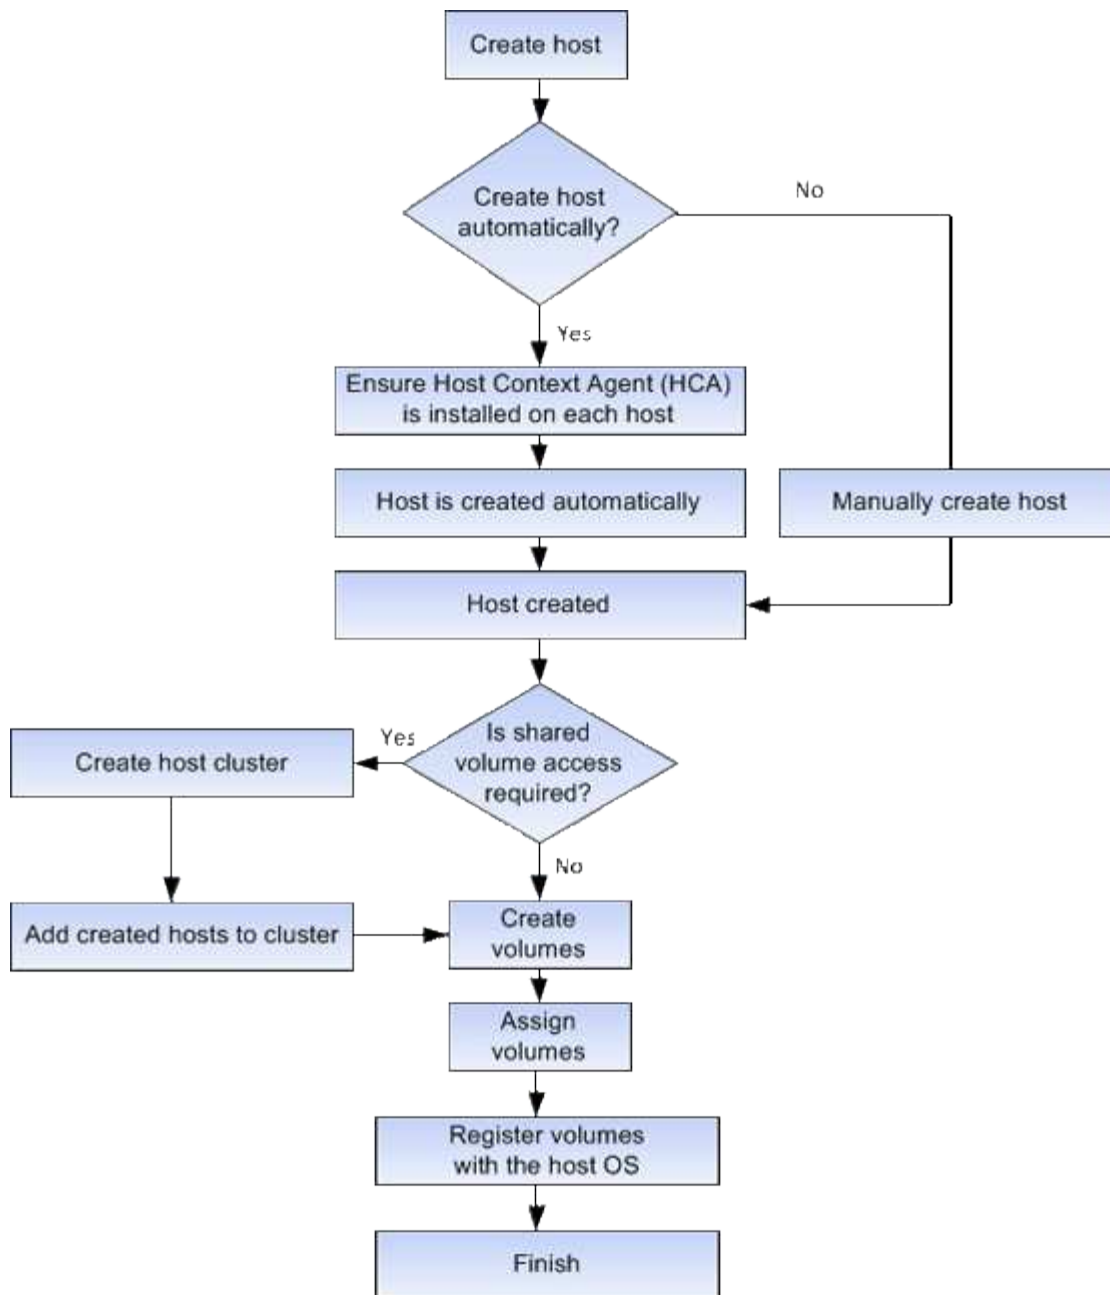 Create host
Create host
automatically?
No
Yes
Ensure Host Context Agent (HCA)
is installed on each host
Host is created automatically
Manually create host
Host created
Is shared
volume access
required?
Yes
Create host cluster
No
Create
volumes
Add created hosts to cluster
Assign
volumes
Register volumes
with the host OS
Finish